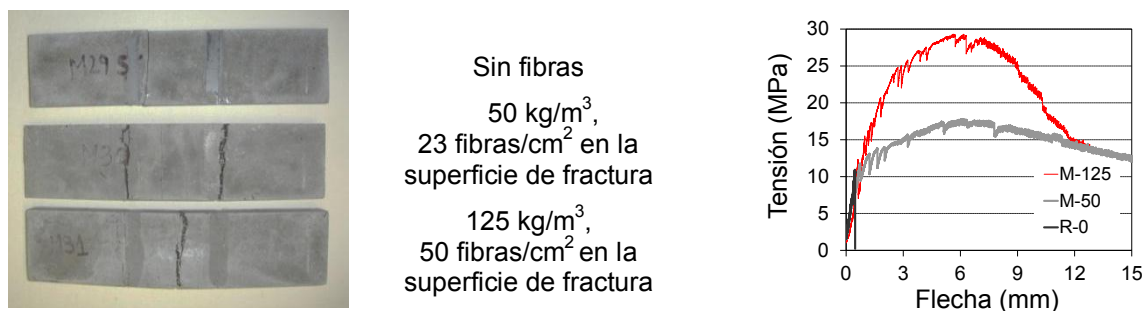 M29 S
M30
M31
Sin fibras
50 kg/m³,
23 fibras/cm² en la
superficie de fractura
125 kg/m³,
50 fibras/cm² en la
superficie de fractura
Tensión (MPa)
35
30
25
20
15
10
5
0
M-125
M-50
R-0
0 3 6 9 12 15
Flecha (mm)